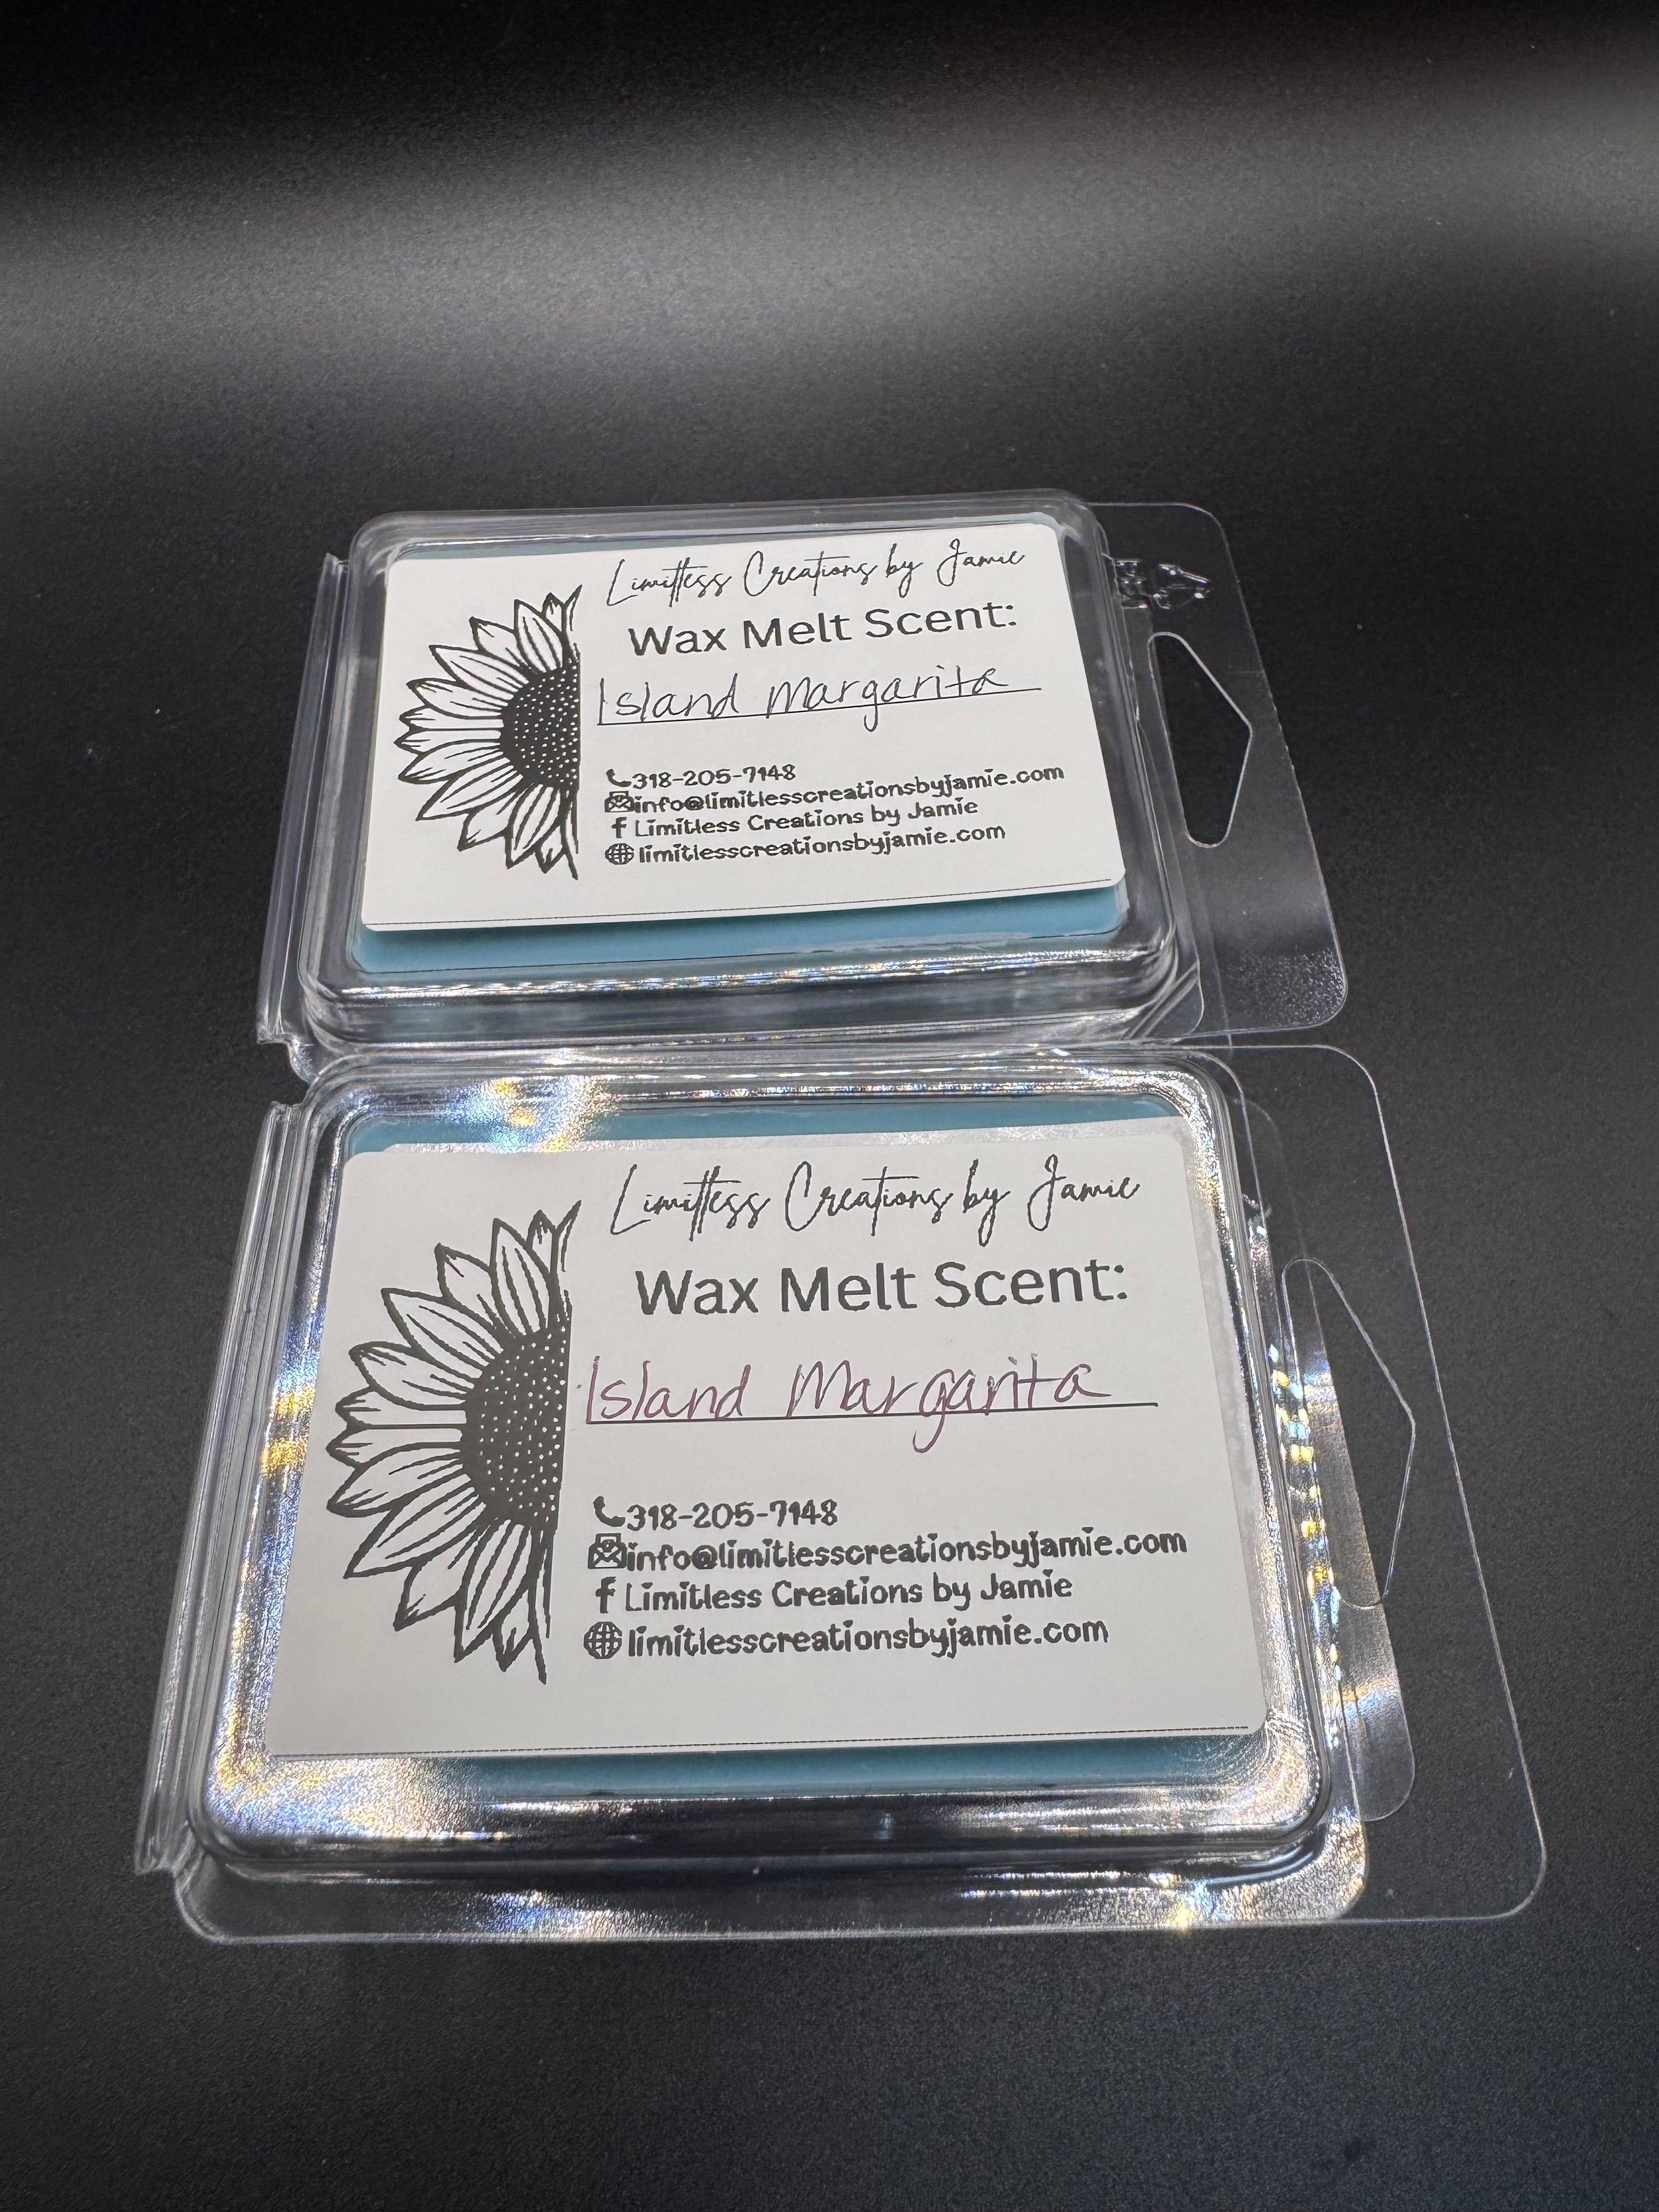 Limitless Creations by Jamie
Wax Melt Scent:
Island Margarita
318-205-7148
info@limitlesscreationsbyjamie.com
f Limitless Creations by Jamie
limitlesscreationsbyjamie.com
Limitless Creations by Jamie
Wax Melt Scent:
Island Margarita
318-205-7148
info@limitlesscreationsbyjamie.com
f Limitless Creations by Jamie
limitlesscreationsbyjamie.com